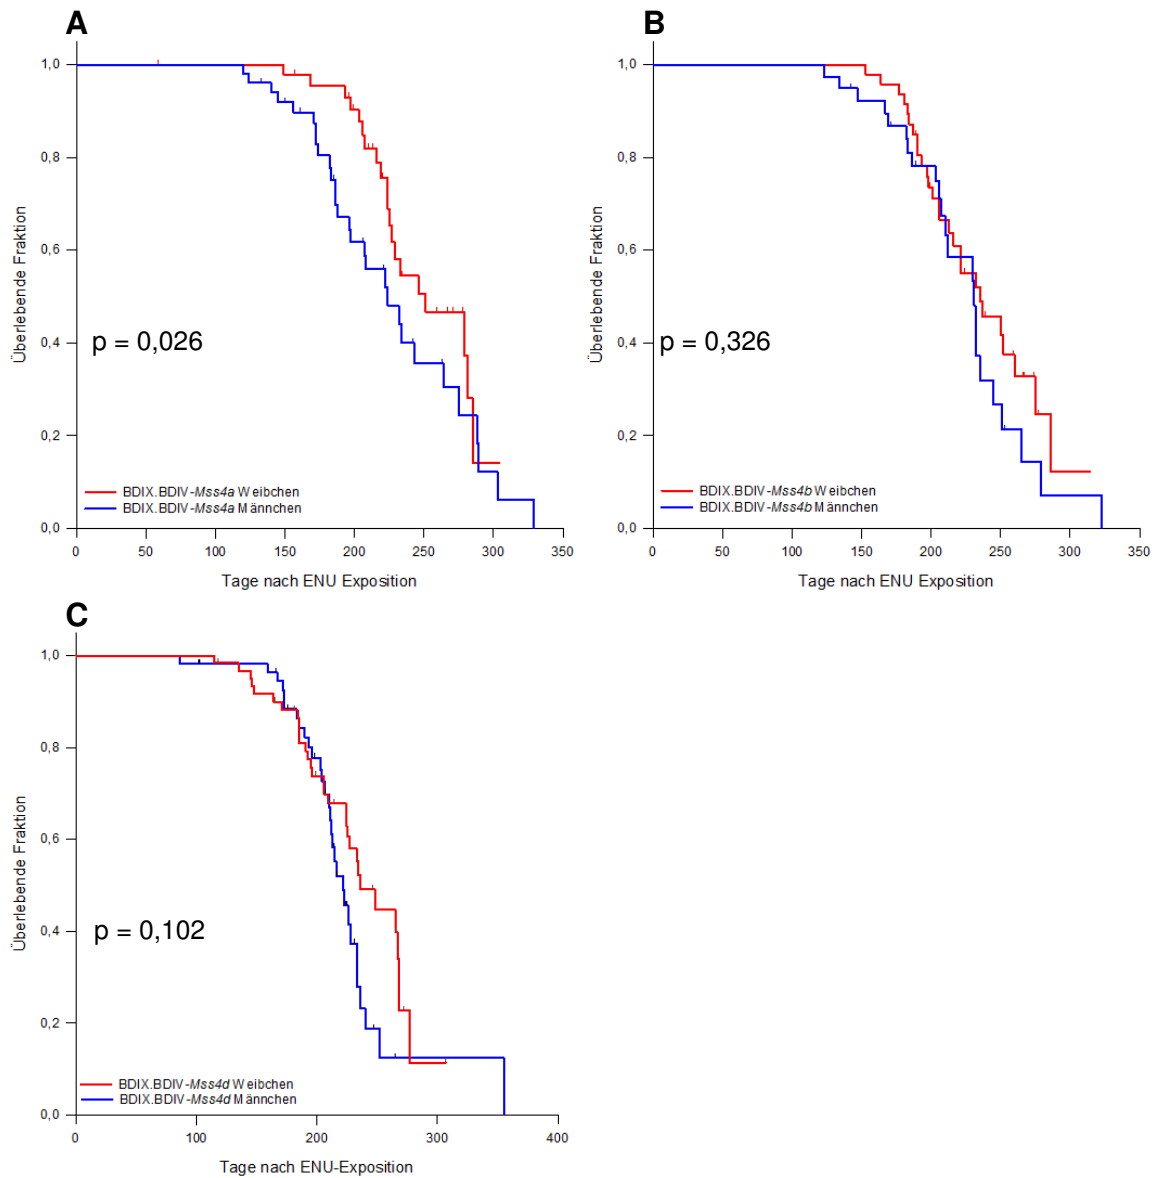 A
1,0
0,8
0,6
0,4
0,2
0,0
Überlebende Fraktion
p = 0,026
BDIX.BDIV-Mss4a Weibchen
BDIX.BDIV-Mss4a Männchen
0 50 100 150 200 250 300 350
Tage nach ENU Exposition
B
1,0
0,8
0,6
0,4
0,2
0,0
Überlebende Fraktion
p = 0,326
BDIX.BDIV-Mss4b Weibchen
BDIX.BDIV-Mss4b Männchen
0 50 100 150 200 250 300 350
Tage nach ENU Exposition
C
1,0
0,8
0,6
0,4
0,2
0,0
Überlebende Fraktion
p = 0,102
BDIX.BDIV-Mss4d Weibchen
BDIX.BDIV-Mss4d Männchen
0 100 200 300 400
Tage nach ENU-Exposition